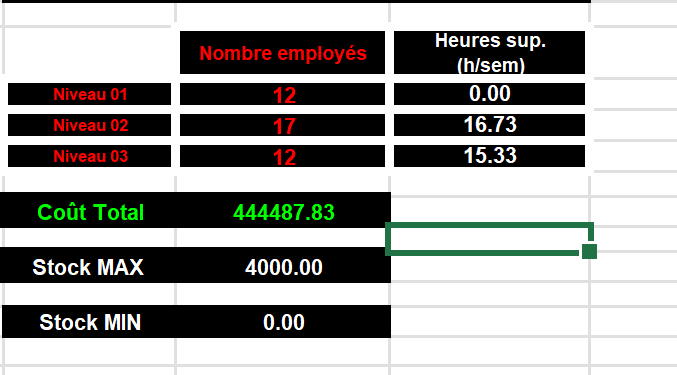 Nombre employés Heures sup.
(h/sem)
Niveau 01 12 0.00
Niveau 02 17 16.73
Niveau 03 12 15.33
Coût Total 444487.83
Stock MAX 4000.00
Stock MIN 0.00